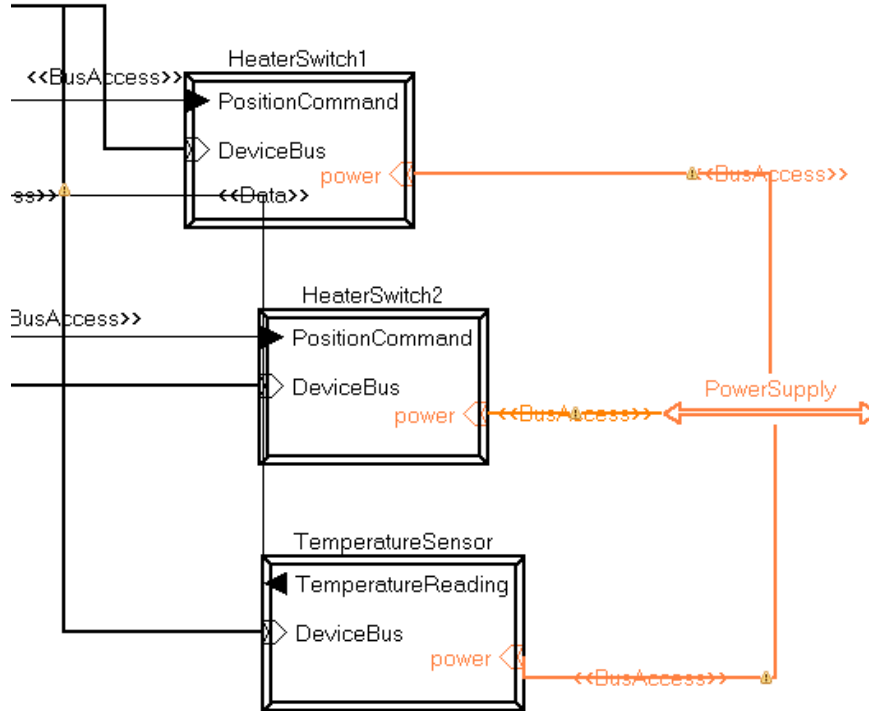 HeaterSwitch1
<<BusAccess>>
PositionCommand
DeviceBus
power
<<BusAccess>>
ss>>
<<Data>>
HeaterSwitch2
BusAccess>>
PositionCommand
DeviceBus
PowerSupply
power
<<BusAccess>>
TemperatureSensor
TemperatureReading
DeviceBus
power
<<BusAccess>>